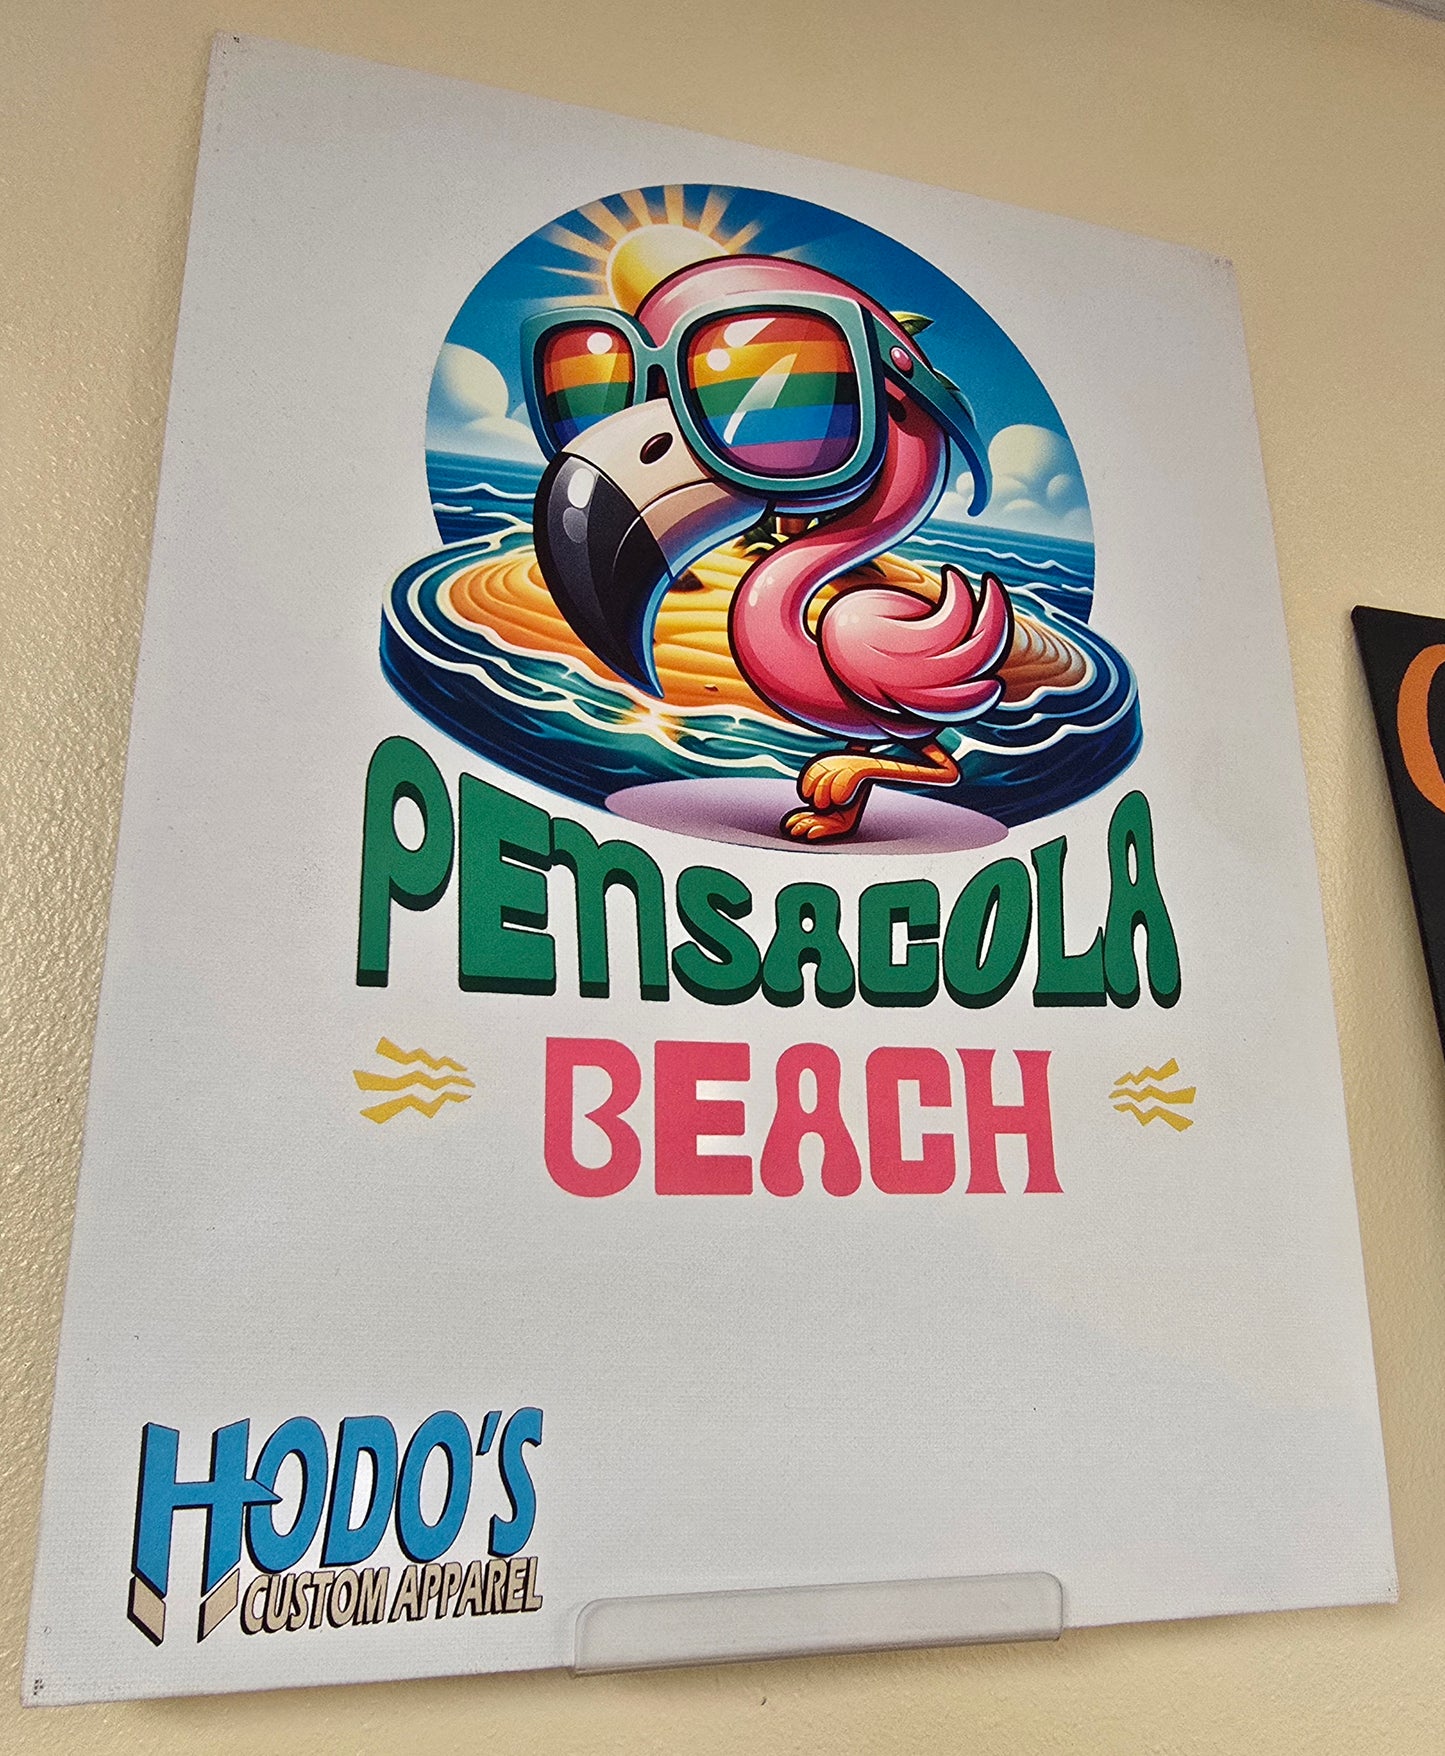 PENSACOLA
BEACH
HODO'S
CUSTOM APPAREL